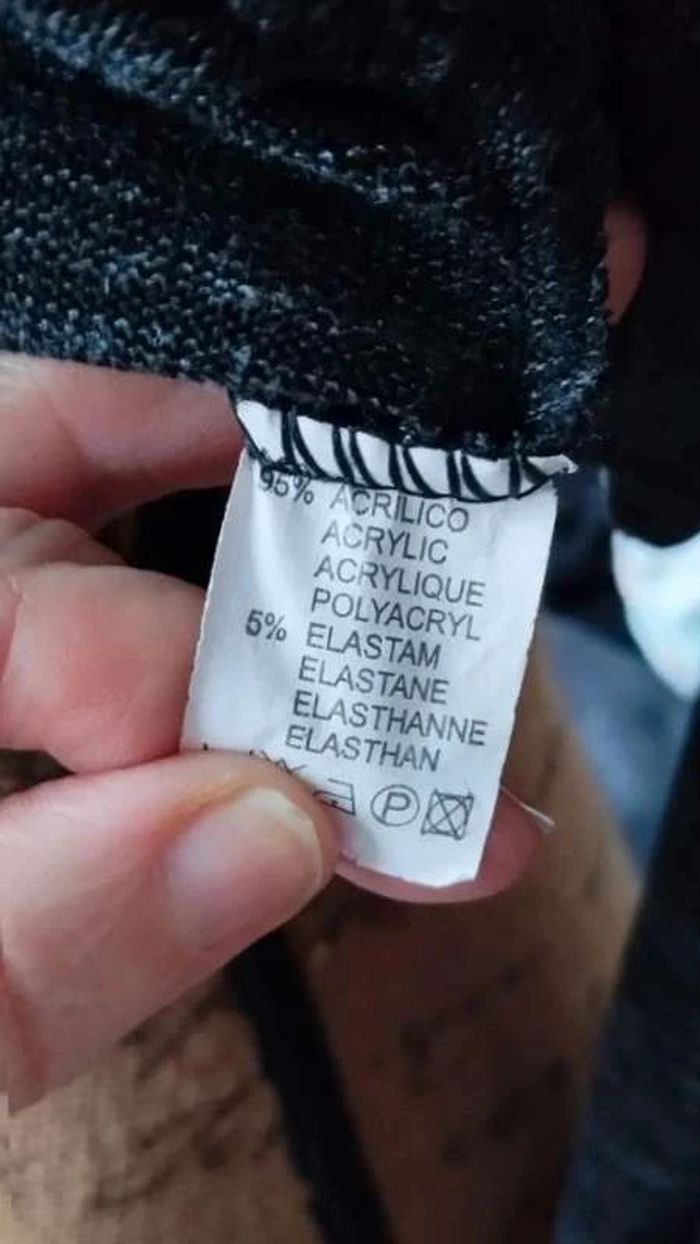 95% ACRILICO
ACRYLIC
ACRYLIQUE
POLYACRYL
5% ELASTAM
ELASTANE
ELASTHANNE
ELASTHAN
P